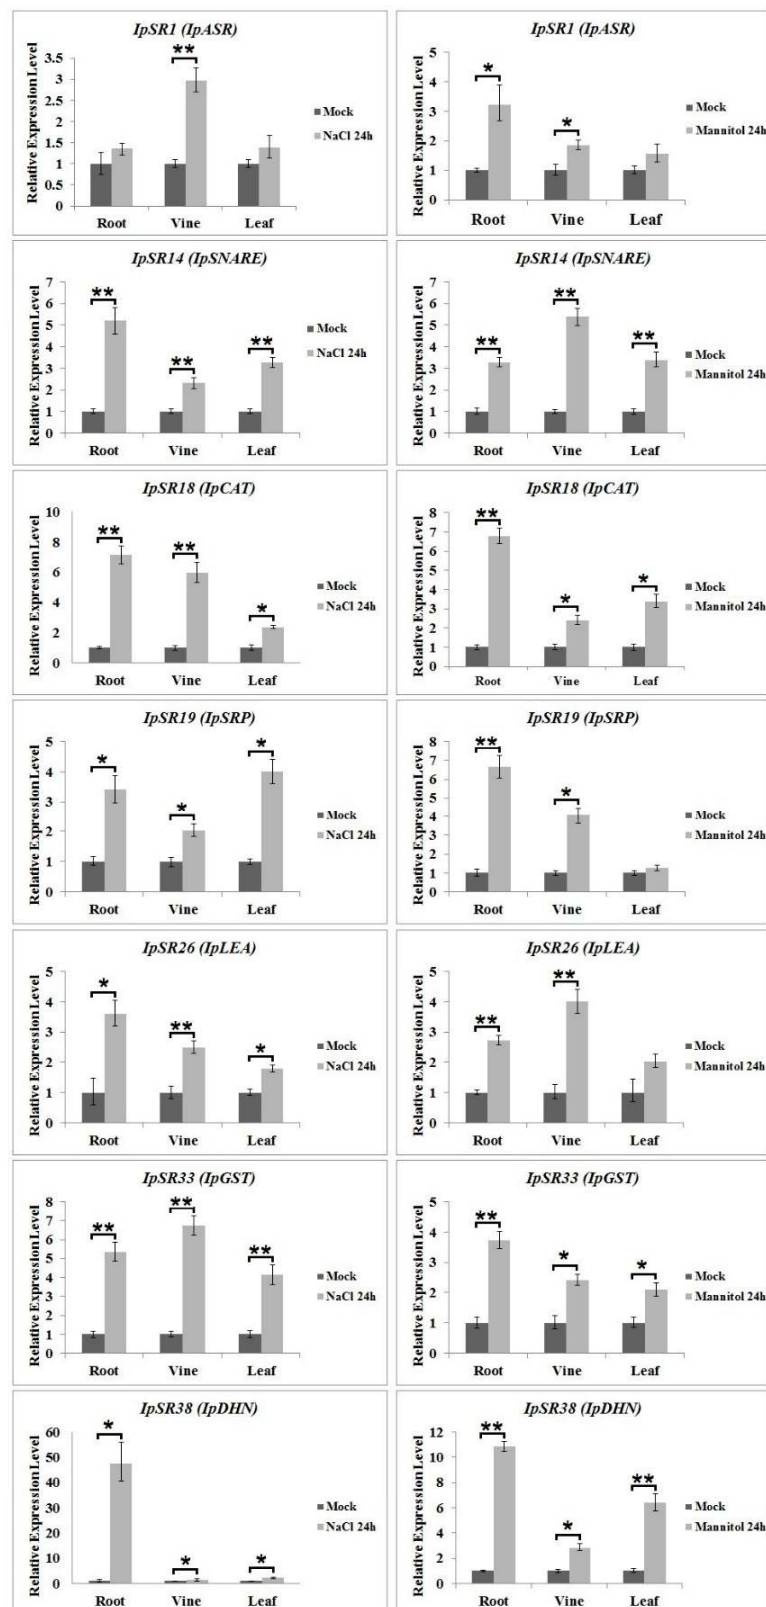 IpSR1 (IpASR)
Relative Expression Level
3.5
3
2.5
2
1.5
1
0.5
0
**
Root Vine Leaf
Mock
NaCl 24h
IpSR1 (IpASR)
Relative Expression Level
5
4
3
2
1
0
*
*
Root Vine Leaf
Mock
Mannitol 24h
IpSR14 (IpSNARE)
Relative Expression Level
7
6
5
4
3
2
1
0
**
**
**
Root Vine Leaf
Mock
NaCl 24h
IpSR14 (IpSNARE)
Relative Expression Level
7
6
5
4
3
2
1
0
**
**
**
Root Vine Leaf
Mock
Mannitol 24h
IpSR18 (IpCAT)
Relative Expression Level
10
8
6
4
2
0
**
**
*
Root Vine Leaf
Mock
NaCl 24h
IpSR18 (IpCAT)
Relative Expression Level
8
7
6
5
4
3
2
1
0
**
*
*
Root Vine Leaf
Mock
Mannitol 24h
IpSR19 (IpSRP)
Relative Expression Level
5
4
3
2
1
0
*
*
*
Root Vine Leaf
Mock
NaCl 24h
IpSR19 (IpSRP)
Relative Expression Level
8
7
6
5
4
3
2
1
0
**
*
Root Vine Leaf
Mock
Mannitol 24h
IpSR26 (IpLEA)
Relative Expression Level
5
4
3
2
1
0
*
**
*
Root Vine Leaf
Mock
NaCl 24h
IpSR26 (IpLEA)
Relative Expression Level
5
4
3
2
1
0
**
**
Root Vine Leaf
Mock
Mannitol 24h
IpSR33 (IpGST)
Relative Expression Level
8
7
6
5
4
3
2
1
0
**
**
**
Root Vine Leaf
Mock
NaCl 24h
IpSR33 (IpGST)
Relative Expression Level
5
4
3
2
1
0
**
*
*
Root Vine Leaf
Mock
Mannitol 24h
IpSR38 (IpDHN)
Relative Expression Level
60
50
40
30
20
10
0
*
*
*
Root Vine Leaf
Mock
NaCl 24h
IpSR38 (IpDHN)
Relative Expression Level
12
10
8
6
4
2
0
**
*
**
Root Vine Leaf
Mock
Mannitol 24h